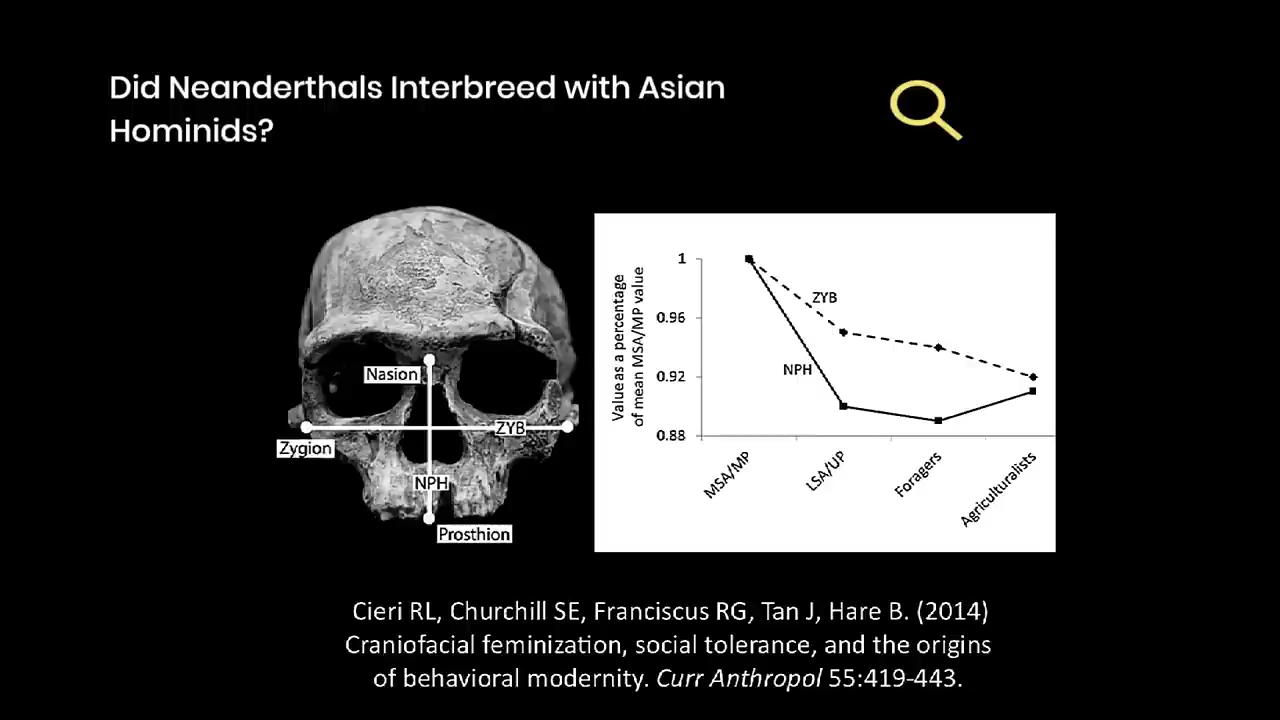 Did Neanderthals Interbreed with Asian
Hominids?
Nasion
ZYB
Zygion
NPH
Prosthion
Value as a percentage
of mean MSA/MP value
1
0.96
0.92
0.88
ZYB
NPH
MSA/MP
LSA/UP
Foragers
Agriculturalists
Cieri RL, Churchill SE, Franciscus RG, Tan J, Hare B. (2014)
Craniofacial feminization, social tolerance, and the origins
of behavioral modernity. Curr Anthropol 55:419-443.